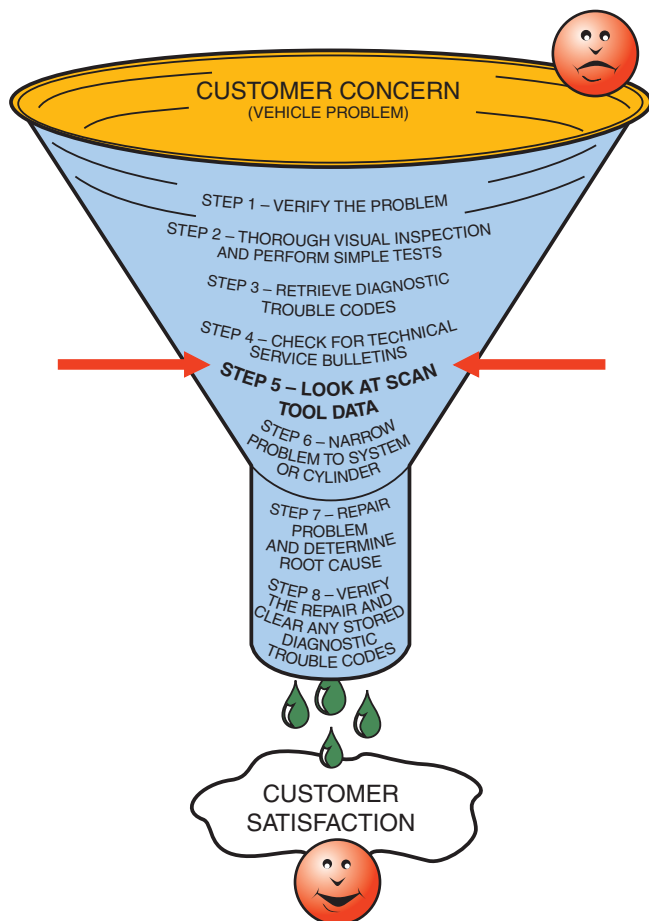 CUSTOMER CONCERN
(VEHICLE PROBLEM)
STEP 1 – VERIFY THE PROBLEM
STEP 2 – THOROUGH VISUAL INSPECTION
AND PERFORM SIMPLE TESTS
STEP 3 – RETRIEVE DIAGNOSTIC
TROUBLE CODES
STEP 4 – CHECK FOR TECHNICAL
SERVICE BULLETINS
STEP 5 – LOOK AT SCAN
TOOL DATA
STEP 6 – NARROW
PROBLEM TO SYSTEM
OR CYLINDER
STEP 7 – REPAIR
PROBLEM
AND DETERMINE
ROOT CAUSE
STEP 8 – VERIFY
THE REPAIR AND
CLEAR ANY STORED
DIAGNOSTIC
TROUBLE CODES
CUSTOMER
SATISFACTION